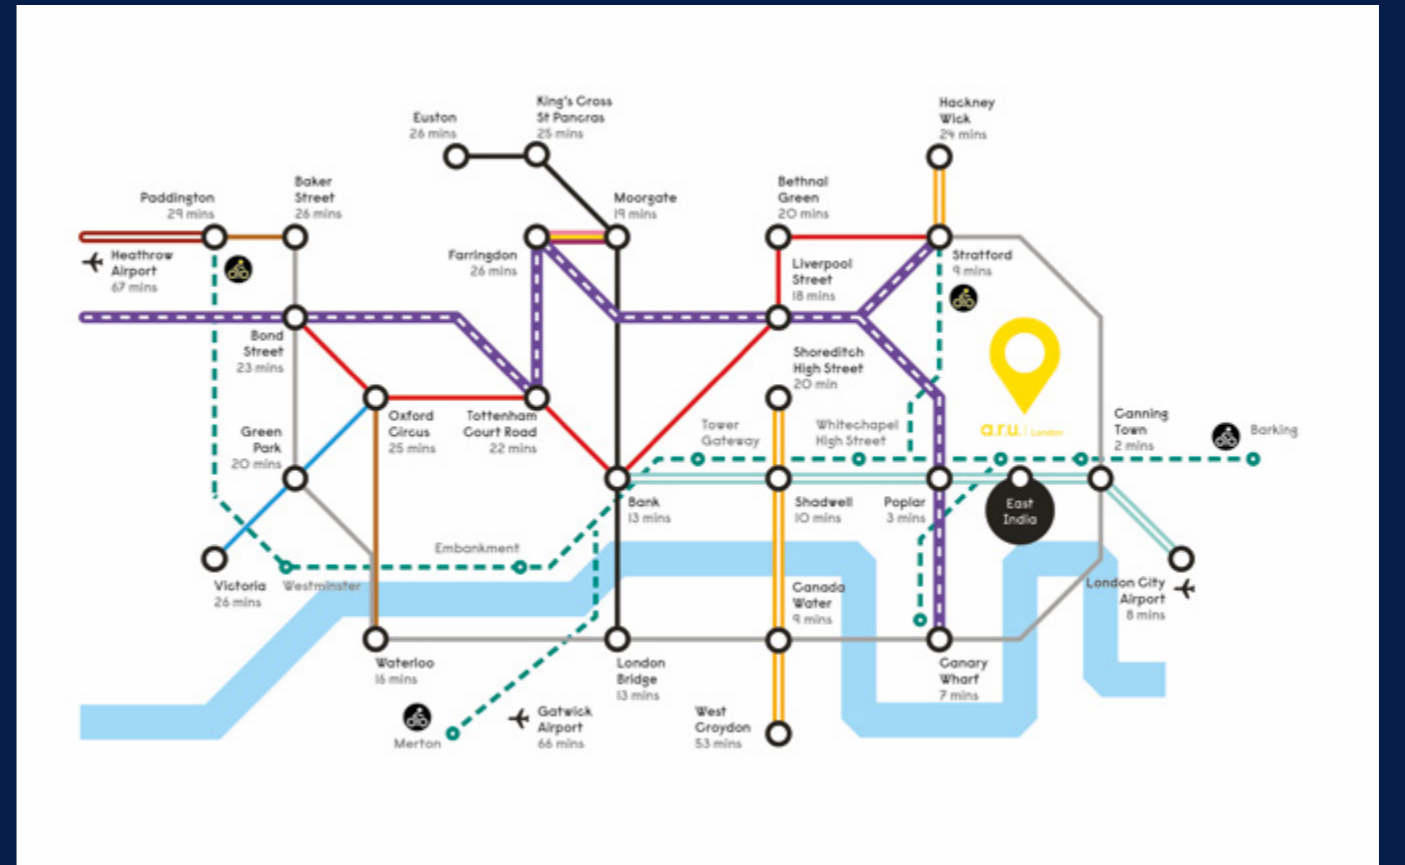 King's Cross
St Pancras
25 mins
Euston
26 mins
Hackney
Wick
24 mins
Baker
Street
26 mins
Paddington
29 mins
Bethnal
Green
20 mins
Moorgate
19 mins
Heathrow
Airport
67 mins
Farringdon
26 mins
Liverpool
Street
18 mins
Stratford
9 mins
Bond
Street
23 mins
Shoreditch
High Street
20 min
Oxford
Circus
25 mins
Tottenham
Court Road
22 mins
Green
Park
20 mins
Tower
Gateway
Whitechapel
High Street
a.r.u. | London
Canning
Town
2 mins
Barking
Bank
13 mins
Shadwell
10 mins
Poplar
3 mins
East
India
Embankment
Victoria
26 mins
Westminster
Canada
Water
9 mins
London City
Airport
8 mins
Waterloo
16 mins
London
Bridge
13 mins
Canary
Wharf
7 mins
Merton
Gatwick
Airport
66 mins
West
Croydon
53 mins